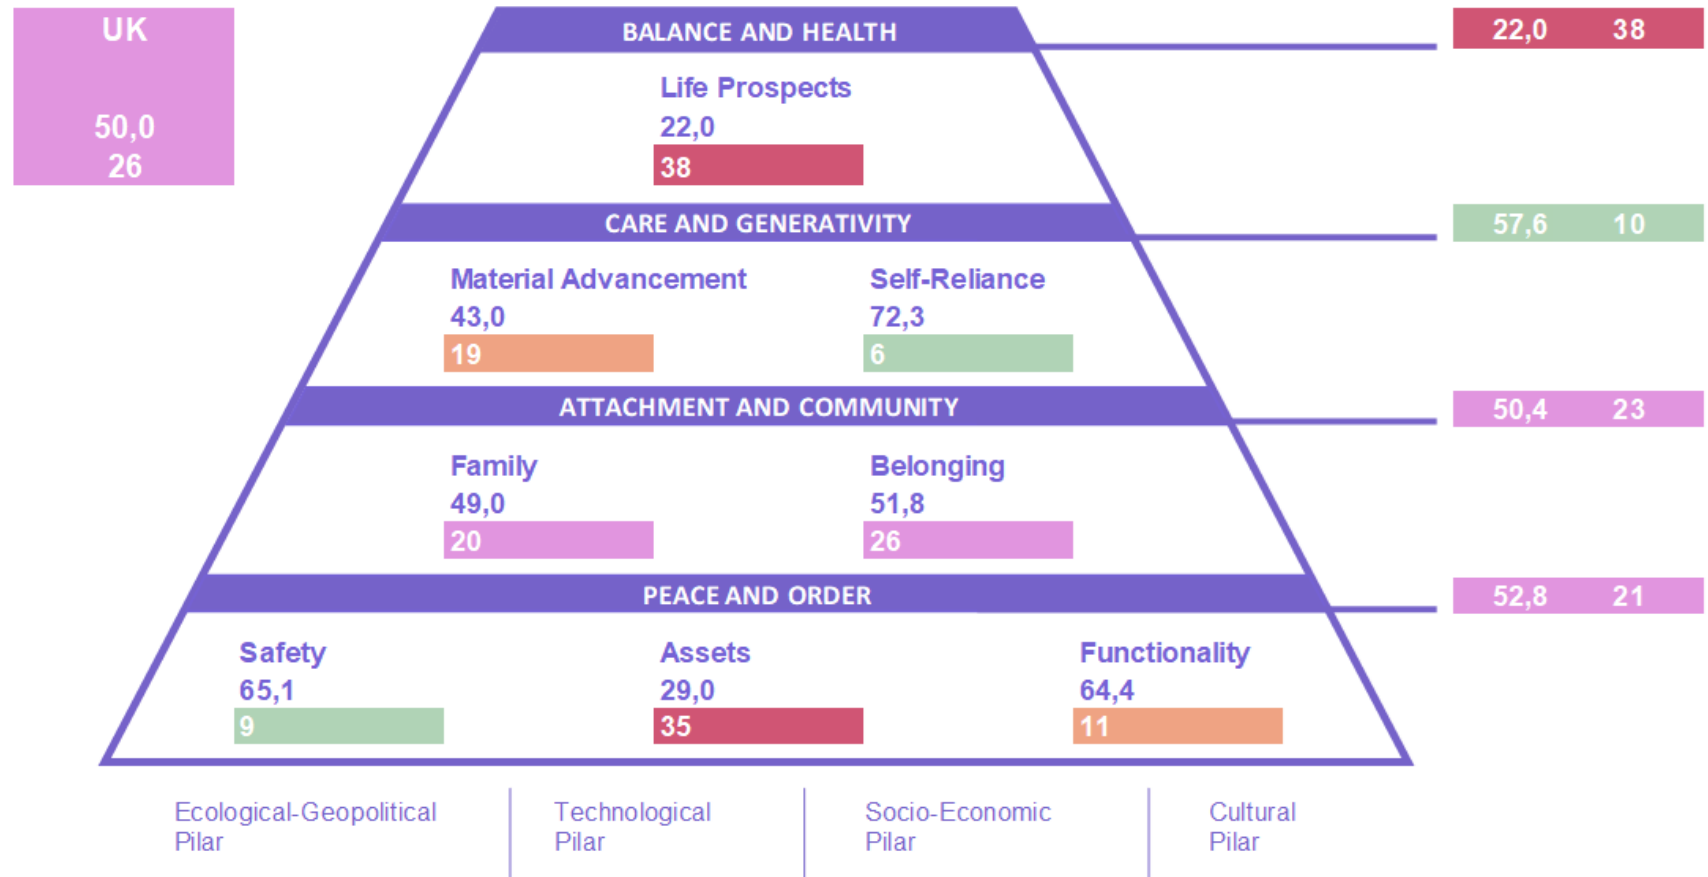 UK
50,0
26
BALANCE AND HEALTH
22,0 38
Life Prospects
22,0
38
CARE AND GENERATIVITY
57,6 10
Material Advancement
43,0
19
Self-Reliance
72,3
6
ATTACHMENT AND COMMUNITY
50,4 23
Family
49,0
20
Belonging
51,8
26
PEACE AND ORDER
52,8 21
Safety
65,1
9
Assets
29,0
35
Functionality
64,4
11
Ecological-Geopolitical
Pilar
Technological
Pilar
Socio-Economic
Pilar
Cultural
Pilar